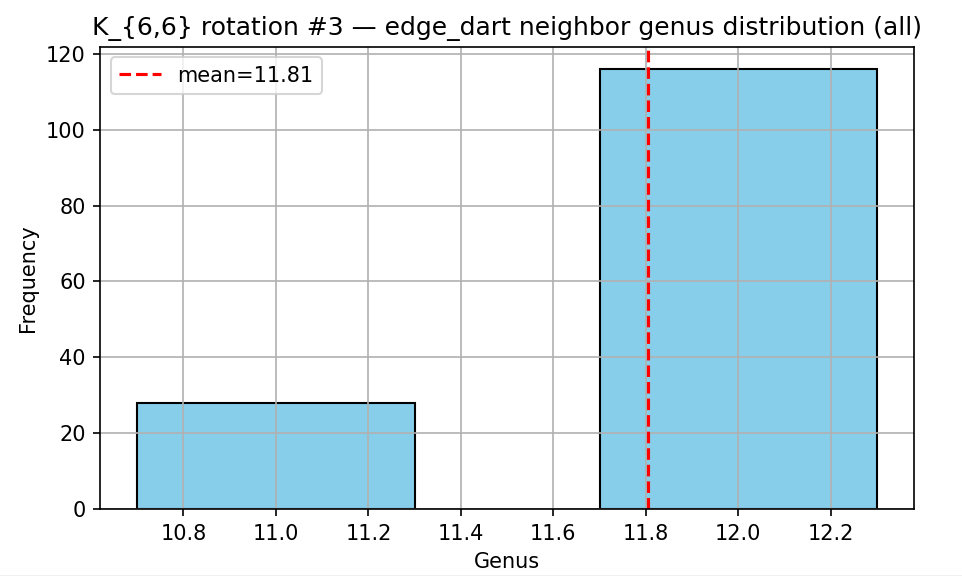 K_{6,6} rotation #3 — edge_dart neighbor genus distribution (all)
mean=11.81
120
100
80
60
40
20
0
Frequency
10.8 11.0 11.2 11.4 11.6 11.8 12.0 12.2
Genus